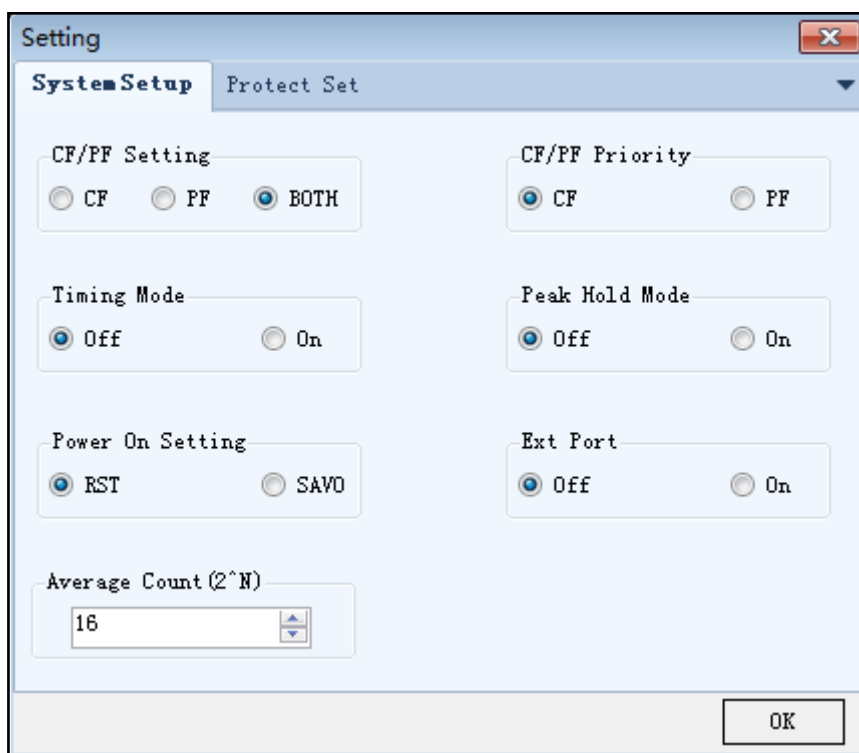 Setting
SystemSetup Protect Set
CF/PF Setting CF/PF Priority
CF PF BOTH CF PF
Timing Mode Peak Hold Mode
Off On Off On
Power On Setting Ext Port
RST SAV0 Off On
Average Count(2^N)
16
OK